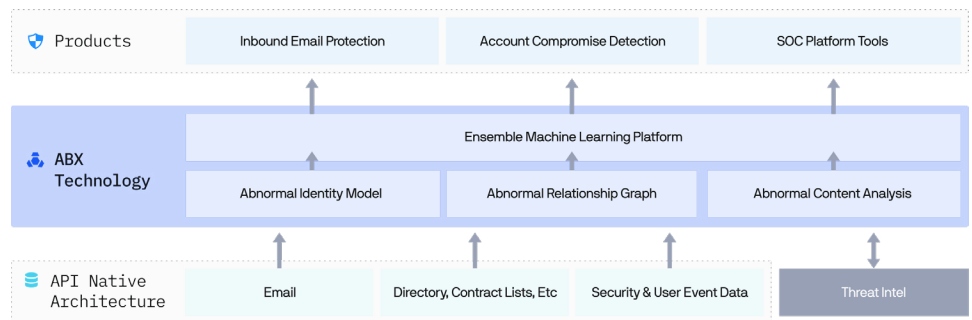 Products
Inbound Email Protection
Account Compromise Detection
SOC Platform Tools
ABX
Technology
Ensemble Machine Learning Platform
Abnormal Identity Model
Abnormal Relationship Graph
Abnormal Content Analysis
API Native
Architecture
Email
Directory, Contract Lists, Etc
Security & User Event Data
Threat Intel